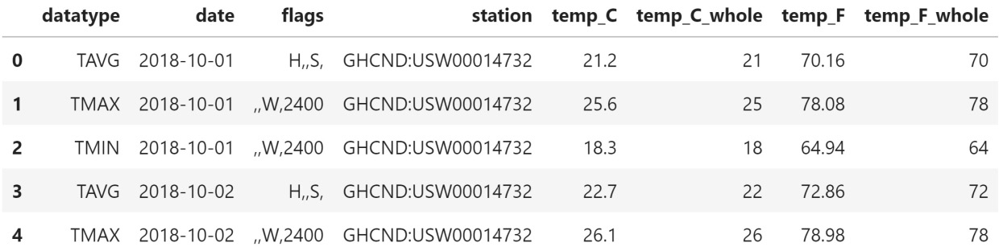 datatype date flags station temp_C temp_C_whole temp_F temp_F_whole
0 TAVG 2018-10-01 H,,S, GHCND:USW00014732 21.2 21 70.16 70
1 TMAX 2018-10-01 ,,W,2400 GHCND:USW00014732 25.6 25 78.08 78
2 TMIN 2018-10-01 ,,W,2400 GHCND:USW00014732 18.3 18 64.94 64
3 TAVG 2018-10-02 H,,S, GHCND:USW00014732 22.7 22 72.86 72
4 TMAX 2018-10-02 ,,W,2400 GHCND:USW00014732 26.1 26 78.98 78